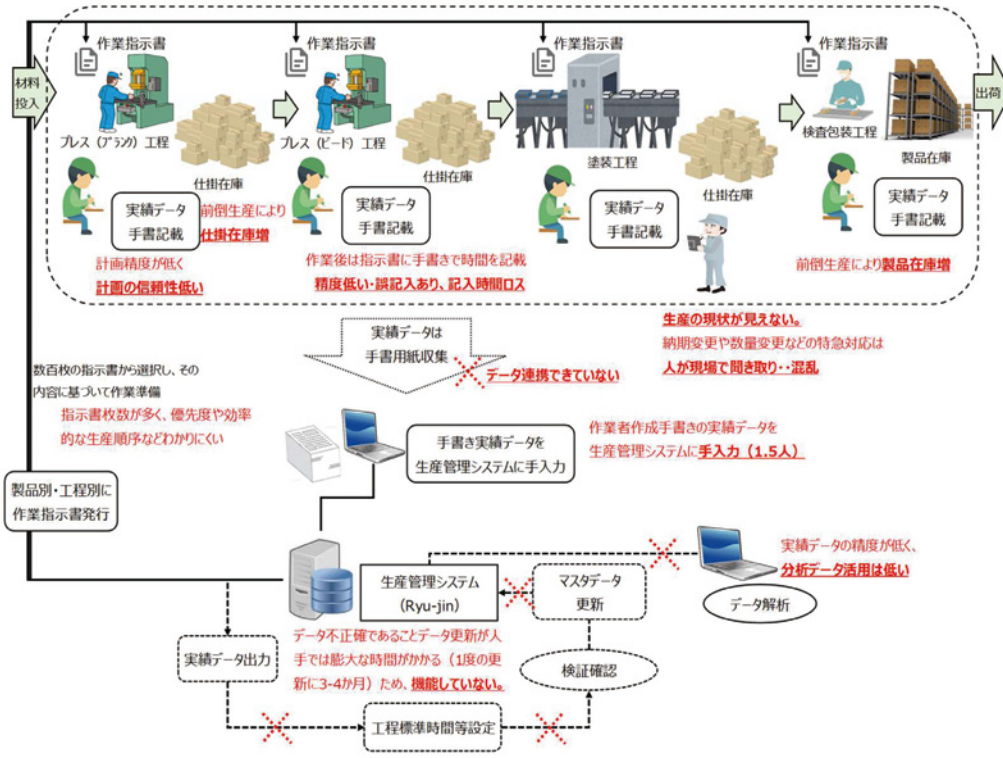 作業指示書
作業指示書
作業指示書
作業指示書
材料
投入
出荷
プレス（ブランク）工程
プレス（ビード）工程
塗装工程
検査包装工程
製品在庫
仕掛在庫
仕掛在庫
仕掛在庫
実績データ
手書記載
前倒生産により
仕掛在庫増
実績データ
手書記載
実績データ
手書記載
実績データ
手書記載
計画精度が低く
計画の信頼性低い
作業後は指示書に手書きで時間を記載
精度低い・誤記入あり、記入時間ロス
前倒生産により製品在庫増
生産の現状が見えない。
納期変更や数量変更などの特急対応は
人が現場で聞き取り・・混乱
実績データは
手書用紙収集
データ連携できていない
数百枚の指示書から選択し、その
内容に基づいて作業準備
指示書枚数が多く、優先度や効率
的な生産順序などわかりにくい
手書き実績データを
生産管理システムに手入力
作業者作成手書きの実績データを
生産管理システムに手入力（1.5人）
製品別・工程別に
作業指示書発行
生産管理システム
（Ryu-jin）
マスタデータ
更新
実績データの精度が低く、
分析データ活用は低い
データ解析
データ不正確であることデータ更新が人
手では膨大な時間がかかる（1度の更
新に3-4か月）ため、機能していない。
実績データ出力
検証確認
工程標準時間等設定